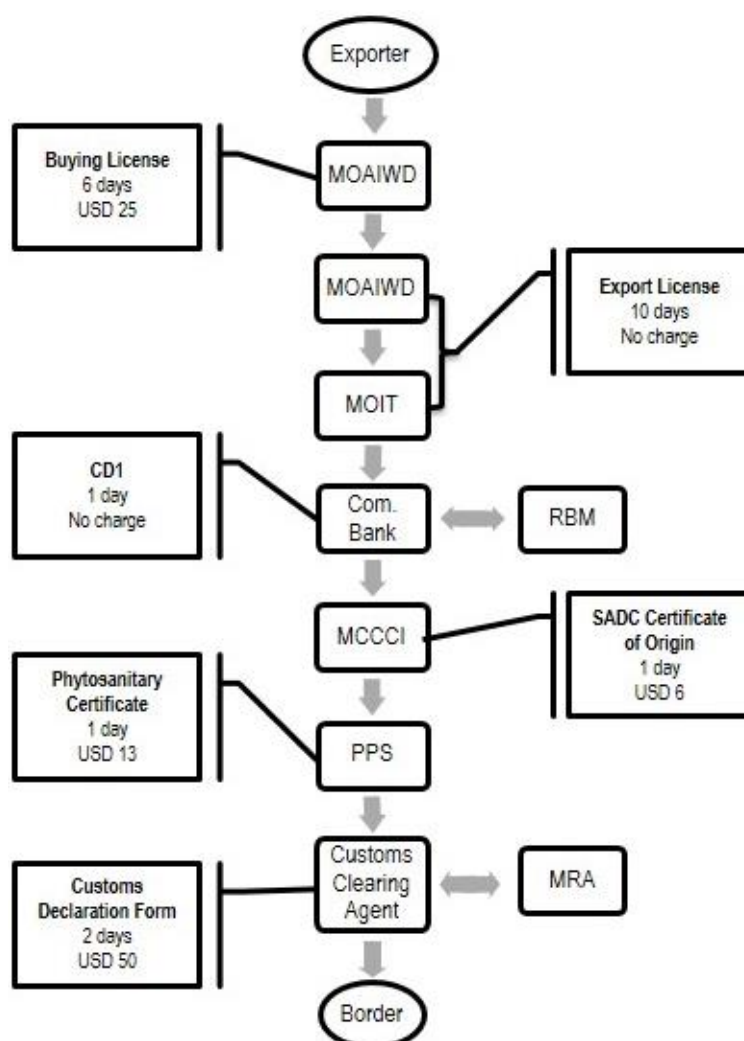 Exporter
Buying License
6 days
USD 25
MOAIWD
MOAIWD
Export License
10 days
No charge
MOIT
CD1
1 day
No charge
Com.
Bank
RBM
MCCCI
SADC Certificate
of Origin
1 day
USD 6
Phytosanitary
Certificate
1 day
USD 13
PPS
Customs
Clearing
Agent
MRA
Customs
Declaration Form
2 days
USD 50
Border